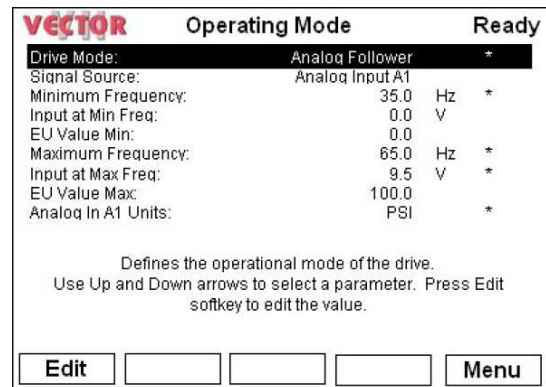 VECTOR Operating Mode Ready
Drive Mode: Analog Follower *
Signal Source: Analog Input A1
Minimum Frequency: 35.0 Hz *
Input at Min Freq: 0.0 V
EU Value Min: 0.0
Maximum Frequency: 65.0 Hz *
Input at Max Freq: 9.5 V *
EU Value Max: 100.0
Analog In A1 Units: PSI *
Defines the operational mode of the drive.
Use Up and Down arrows to select a parameter. Press Edit
softkey to edit the value.
Edit Menu